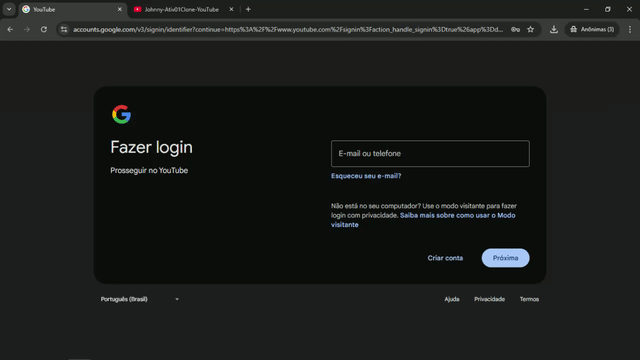 YouTube
Johnny-Ativ01Clone-YouTube
accounts.google.com/v3/signin/identifier?continue=https%3A%2F%2Fwww.youtube.com%2Fsignin%3Faction_handle_signin%3Dtrue%26app%3Dd...
Anônimas (3)
Fazer login
Prosseguir no YouTube
E-mail ou telefone
Esqueceu seu e-mail?
Não está no seu computador? Use o modo visitante para fazer
login com privacidade. Saiba mais sobre como usar o Modo
visitante
Criar conta
Próxima
Português (Brasil)
Ajuda
Privacidade
Termos